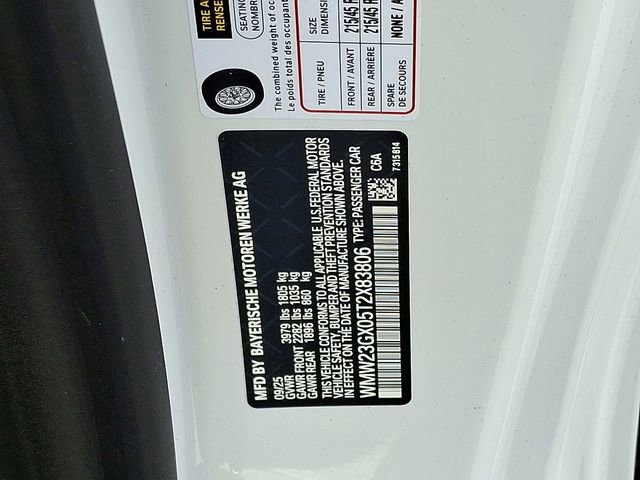 TIRE A
RENSE
SEATING
NOMBR
The combined weight of oc
Le poids total des occupant
TIRE / PNEU
SIZE
DIMENSI
FRONT / AVANT
215/45 R
REAR / ARRIÈRE
215/45 R
SPARE
DE SECOURS
NONE / A
MFD BY BAYERISCHE MOTOREN WERKE AG
09/25
GVWR 3979 lbs 1805 kg
GAWR FRONT 2282 lbs 1035 kg
GAWR REAR 1896 lbs 860 kg
THIS VEHICLE CONFORMS TO ALL APPLICABLE U.S.FEDERAL MOTOR
VEHICLE SAFETY, BUMPER AND THEFT PREVENTION STANDARDS
IN EFFECT ON THE DATE OF MANUFACTURE SHOWN ABOVE.
WMW23GX05T2X83806 TYPE: PASSENGER CAR
C6A
7315814